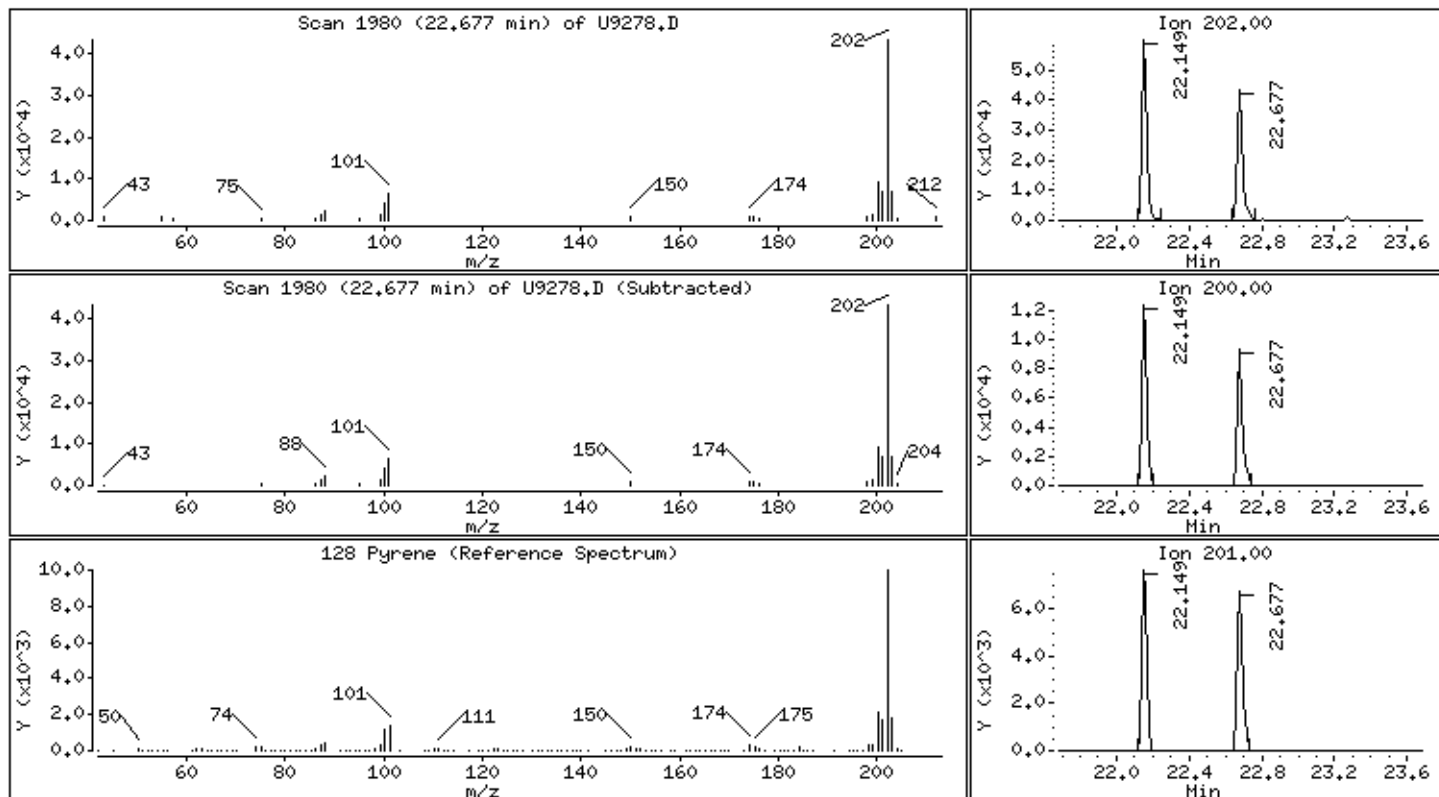 Scan 1980 (22.677 min) of U9278.D
Y (x10^4)
4.0
3.0
2.0
1.0
0.0
43
75
101
150
174
202
212
60 80 100 120 140 160 180 200
m/z
Ion 202.00
Y (x10^4)
5.0
4.0
3.0
2.0
1.0
0.0
22.149
22.677
22.0 22.4 22.8 23.2 23.6
Min
Scan 1980 (22.677 min) of U9278.D (Subtracted)
Y (x10^4)
4.0
3.0
2.0
1.0
0.0
43
88
101
150
174
202
204
60 80 100 120 140 160 180 200
m/z
Ion 200.00
Y (x10^4)
1.2
1.0
0.8
0.6
0.4
0.2
0.0
22.149
22.677
22.0 22.4 22.8 23.2 23.6
Min
128 Pyrene (Reference Spectrum)
Y (x10^3)
10.0
8.0
6.0
4.0
2.0
0.0
50
74
101
111
150
174
175
60 80 100 120 140 160 180 200
m/z
Ion 201.00
Y (x10^3)
6.0
4.0
2.0
0.0
22.149
22.677
22.0 22.4 22.8 23.2 23.6
Min